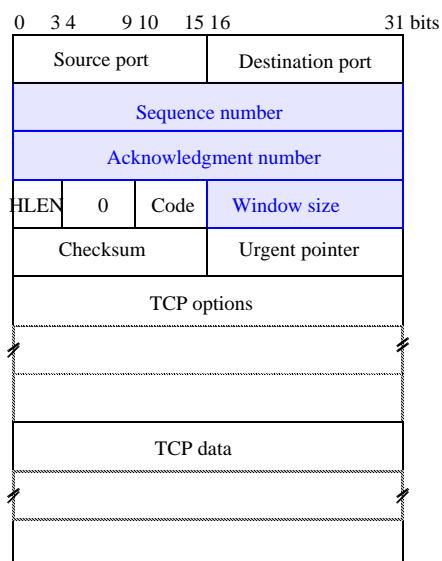 0 3 4 9 10 15 16 31 bits
Source port Destination port
Sequence number
Acknowledgment number
HLEN 0 Code Window size
Checksum Urgent pointer
TCP options
TCP data